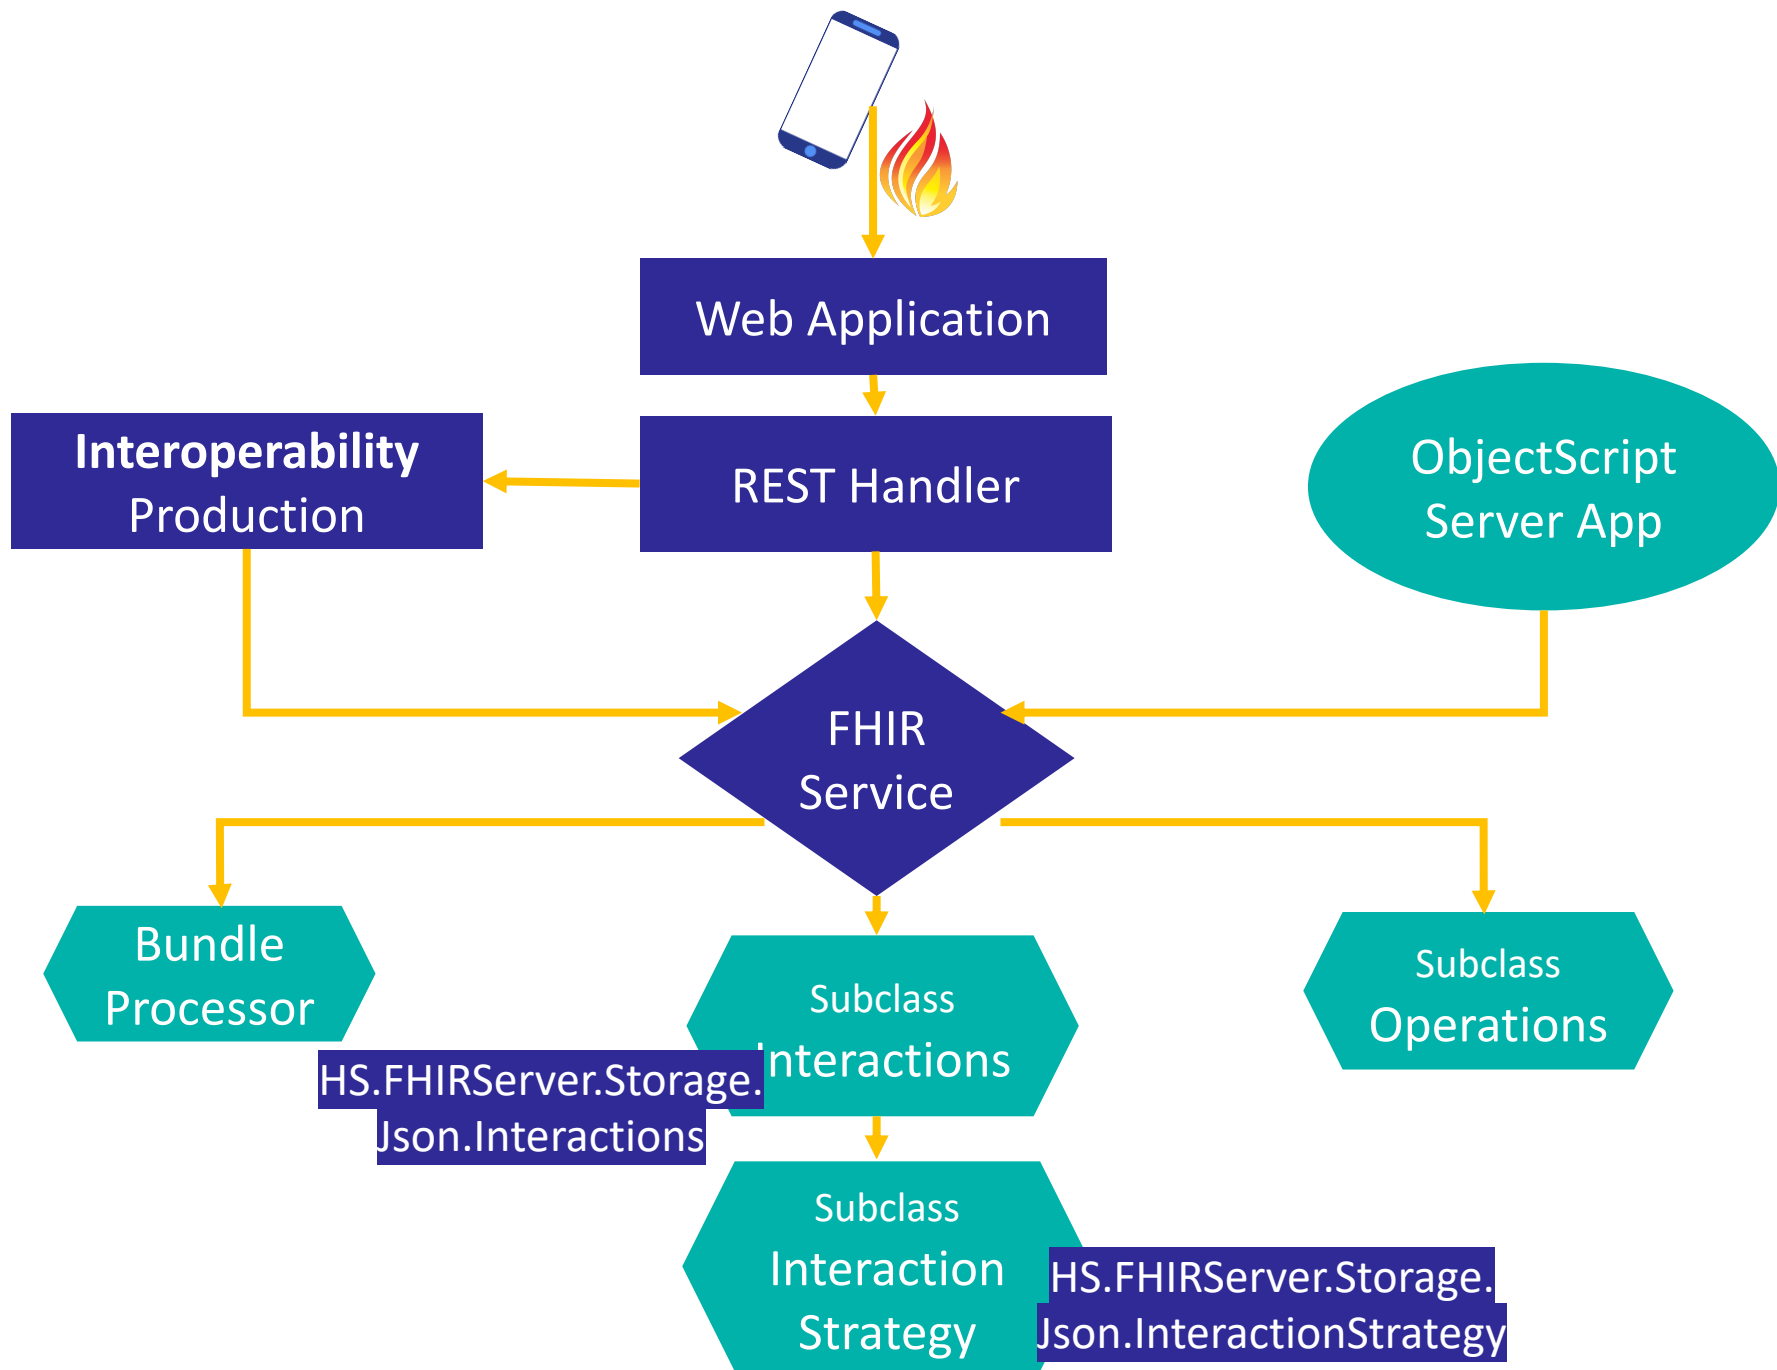 Web Application
Interoperability
Production
REST Handler
ObjectScript
Server App
FHIR
Service
Bundle
Processor
Subclass
Interactions
Subclass
Operations
HS.FHIRServer.Storage.
Json.Interactions
Subclass
Interaction
Strategy
HS.FHIRServer.Storage.
Json.InteractionStrategy